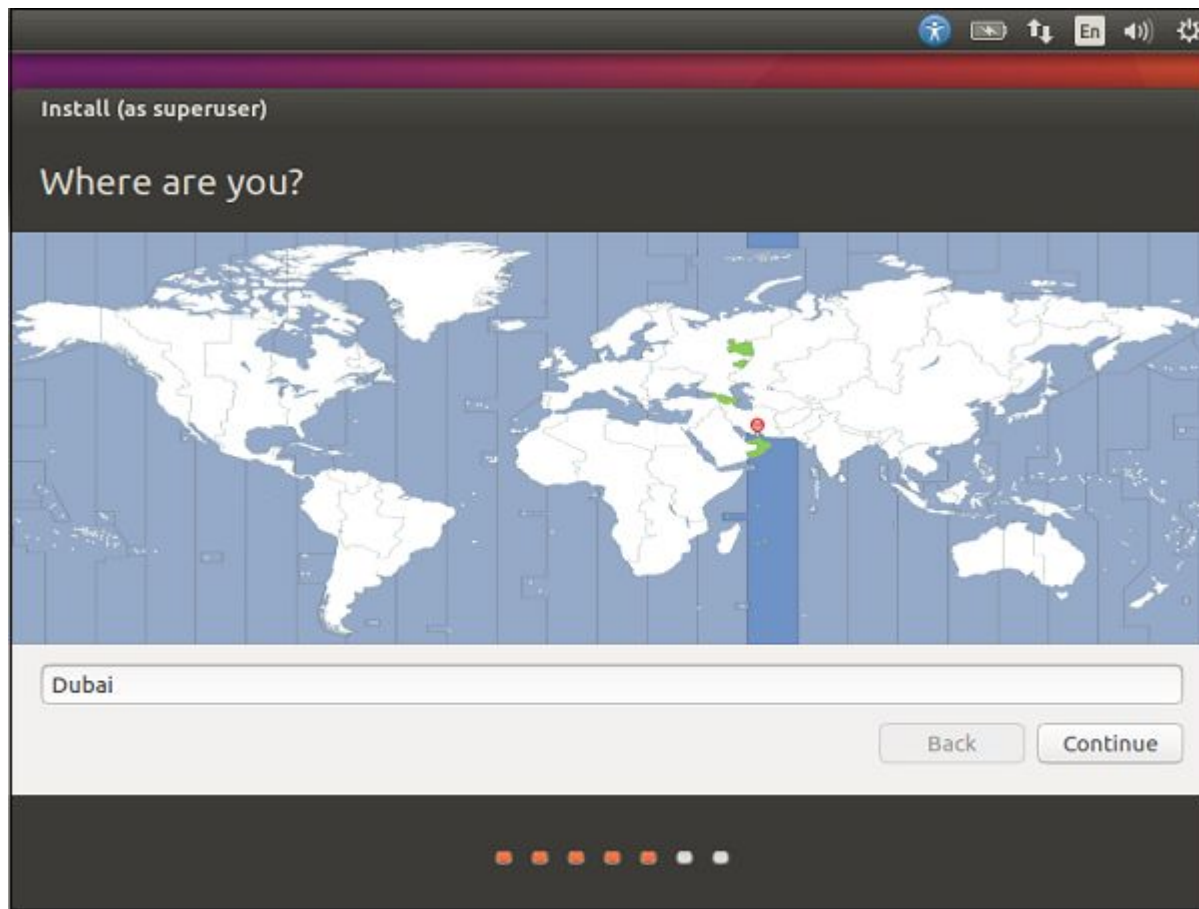 En
Install (as superuser)
Where are you?
Dubai
Back
Continue